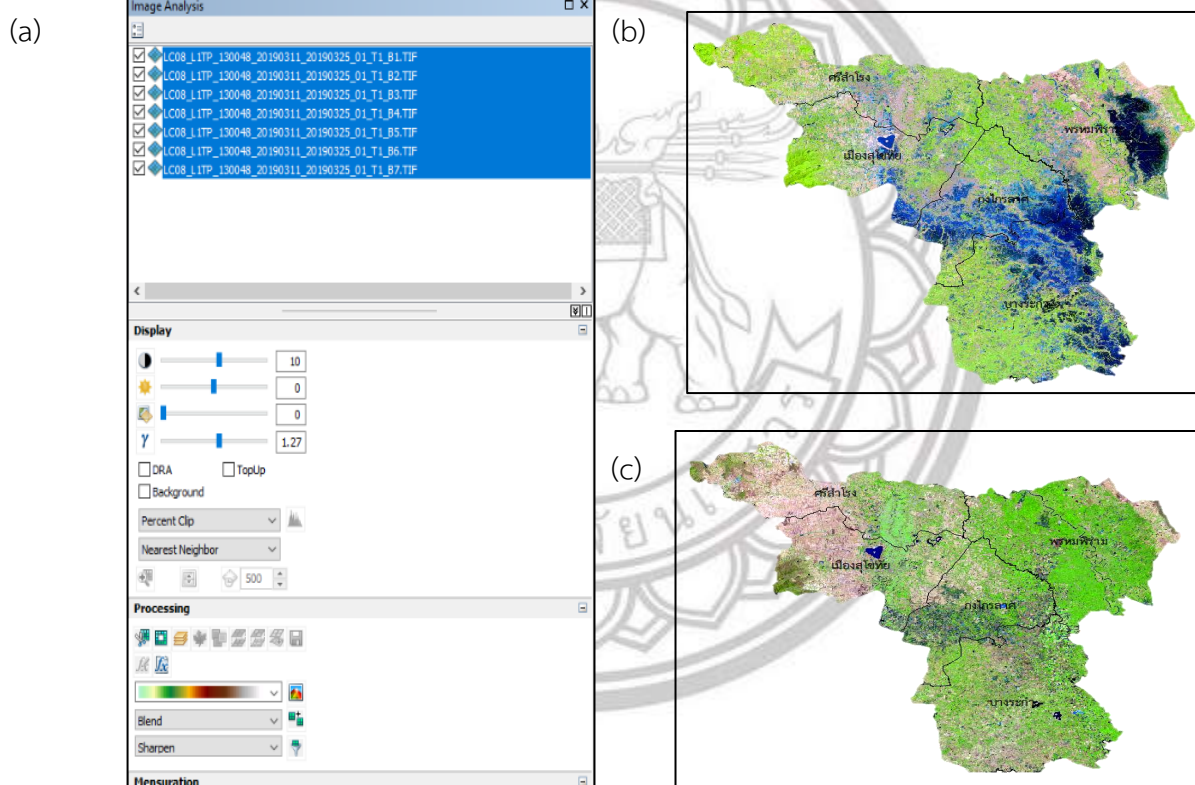 (a)
Image Analysis
LC08_L1TP_130048_20190311_20190325_01_T1_B1.TIF
LC08_L1TP_130048_20190311_20190325_01_T1_B2.TIF
LC08_L1TP_130048_20190311_20190325_01_T1_B3.TIF
LC08_L1TP_130048_20190311_20190325_01_T1_B4.TIF
LC08_L1TP_130048_20190311_20190325_01_T1_B5.TIF
LC08_L1TP_130048_20190311_20190325_01_T1_B6.TIF
LC08_L1TP_130048_20190311_20190325_01_T1_B7.TIF
Display
10
0
0
γ 1.27
DRA TopUp
Background
Percent Clip
Nearest Neighbor
500
Processing
fx
Blend
Sharpen
Mensuration
(b)
ศรีสำโรง
พรหมพิราม
เมืองสุโขทัย
กงไกรลาศ
บางระกำ
(c)
ศรีสำโรง
พรหมพิราม
เมืองสุโขทัย
กงไกรลาศ
บางระกำ